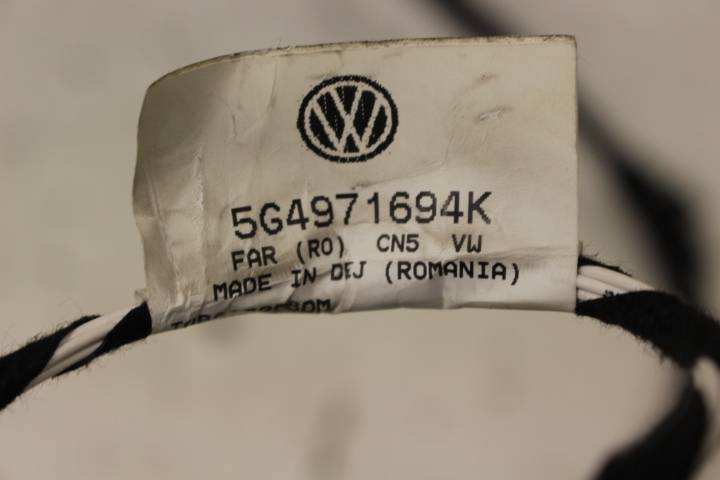 VW
5G4971694K
FAR (RO) CN5 VW
MADE IN DEJ (ROMANIA)